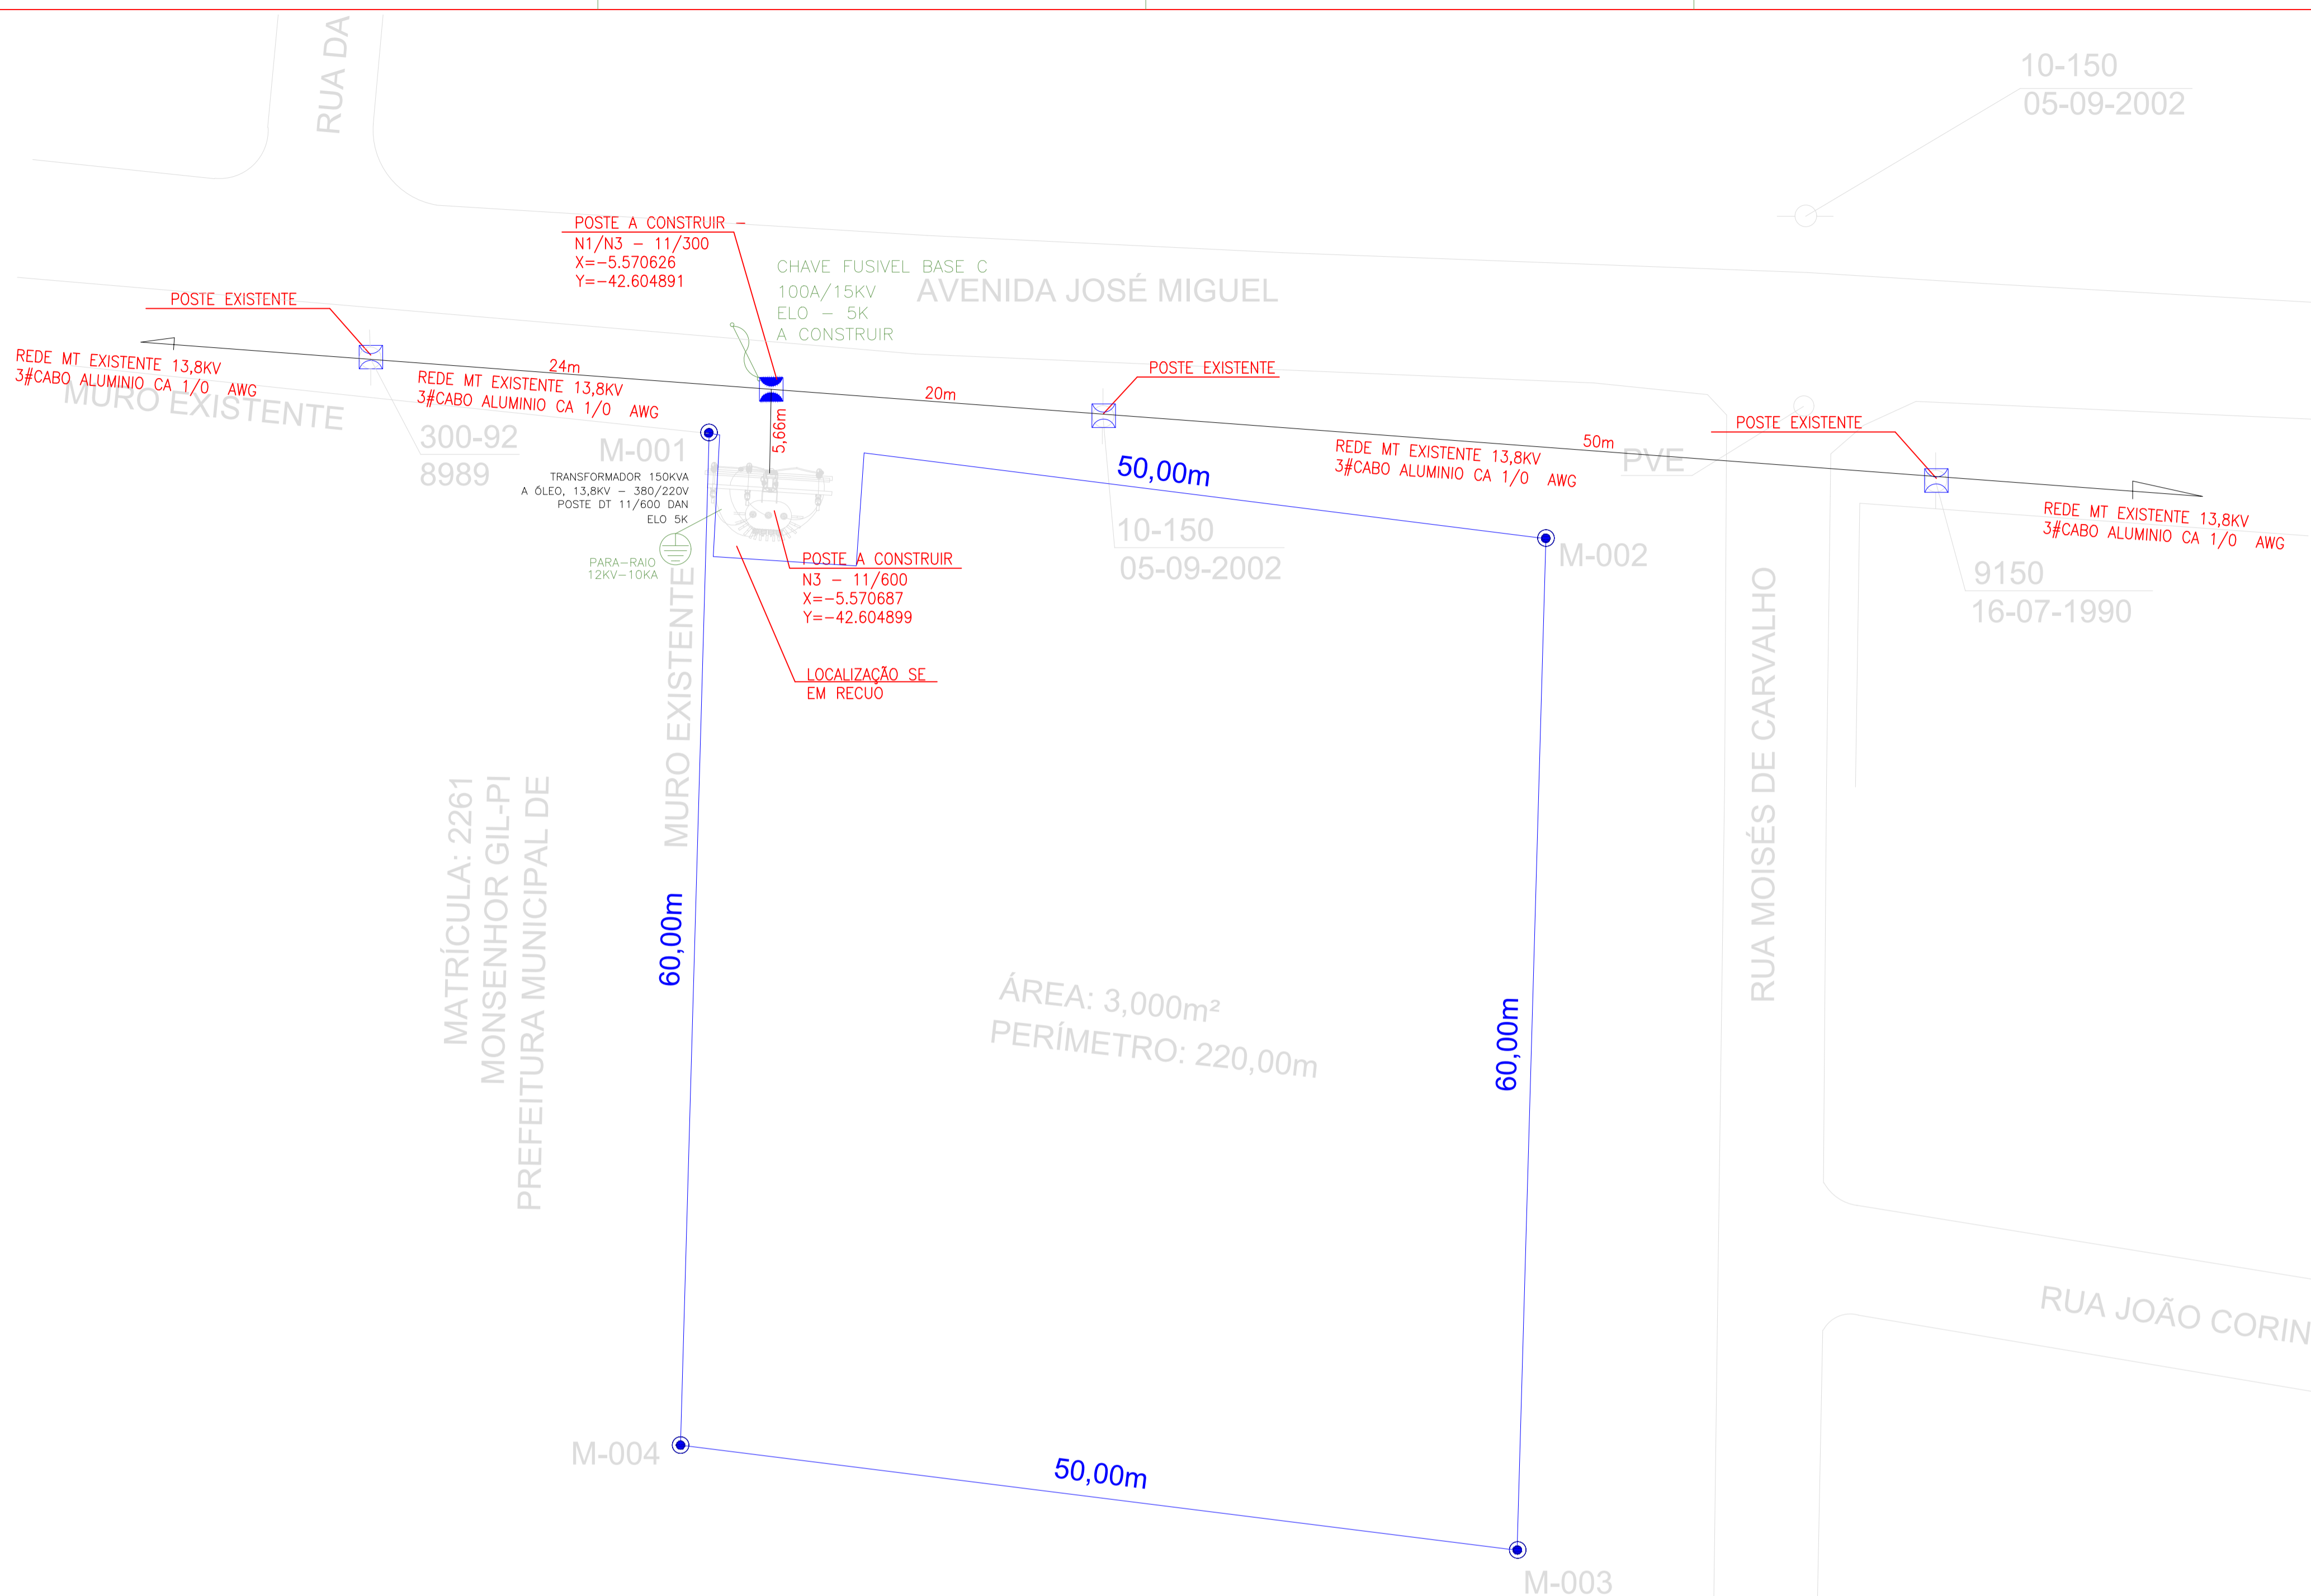 RUA DA
10-150
05-09-2002
POSTE A CONSTRUIR -
N1/N3 - 11/300
X=-5.570626
Y=-42.604891
CHAVE FUSIVEL BASE C
100A/15KV
ELO - 5K
A CONSTRUIR
AVENIDA JOSÉ MIGUEL
POSTE EXISTENTE
REDE MT EXISTENTE 13,8KV
3#CABO ALUMINIO CA 1/0 AWG
MURO EXISTENTE
24m
REDE MT EXISTENTE 13,8KV
3#CABO ALUMINIO CA 1/0 AWG
300-92
8989
20m
POSTE EXISTENTE
5,66m
M-001
TRANSFORMADOR 150KVA
A ÓLEO, 13,8KV - 380/220V
POSTE DT 11/600 DAN
ELO 5K
PARA-RAIO
12KV-10KA
POSTE A CONSTRUIR
N3 - 11/600
X=-5.570687
Y=-42.604899
LOCALIZAÇÃO SE
EM RECUO
50,00m
10-150
05-09-2002
REDE MT EXISTENTE 13,8KV
3#CABO ALUMINIO CA 1/0 AWG
50m
PVE
POSTE EXISTENTE
M-002
REDE MT EXISTENTE 13,8KV
3#CABO ALUMINIO CA 1/0 AWG
9150
16-07-1990
MURO EXISTENTE
RUA MOISÉS DE CARVALHO
MATRÍCULA: 2261
MONSENHOR GIL-PI
PREFEITURA MUNICIPAL DE
60,00m
ÁREA: 3,000m²
PERÍMETRO: 220,00m
60,00m
RUA JOÃO CORIN
M-004
50,00m
M-003